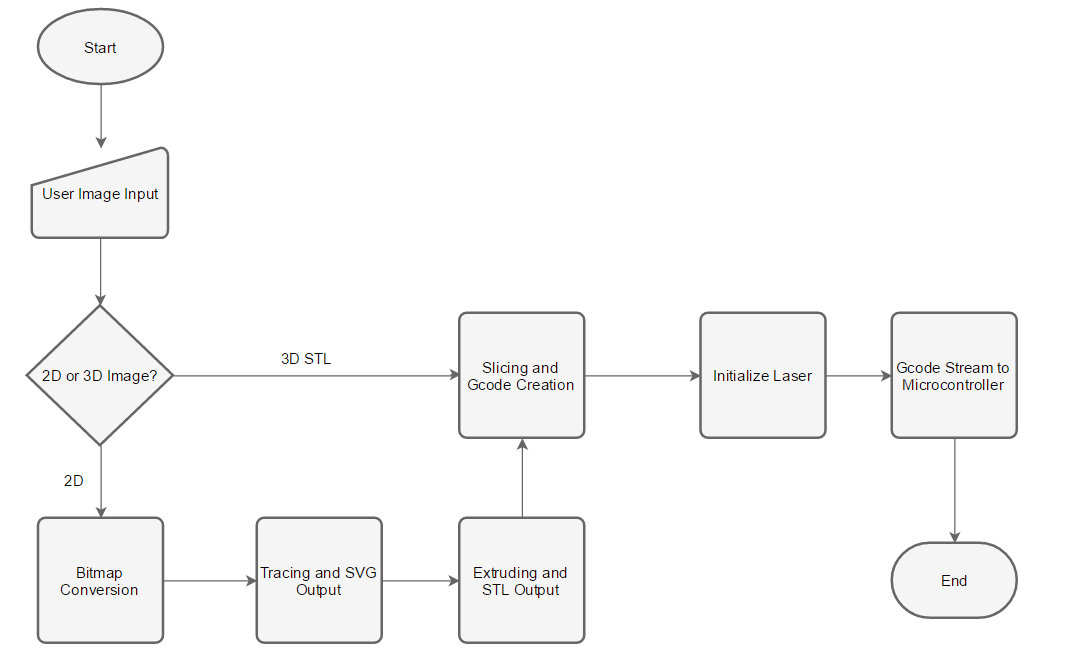 Start
User Image Input
2D or 3D Image?
3D STL
Slicing and
Gcode Creation
Initialize Laser
Gcode Stream to
Microcontroller
2D
Bitmap
Conversion
Tracing and SVG
Output
Extruding and
STL Output
End